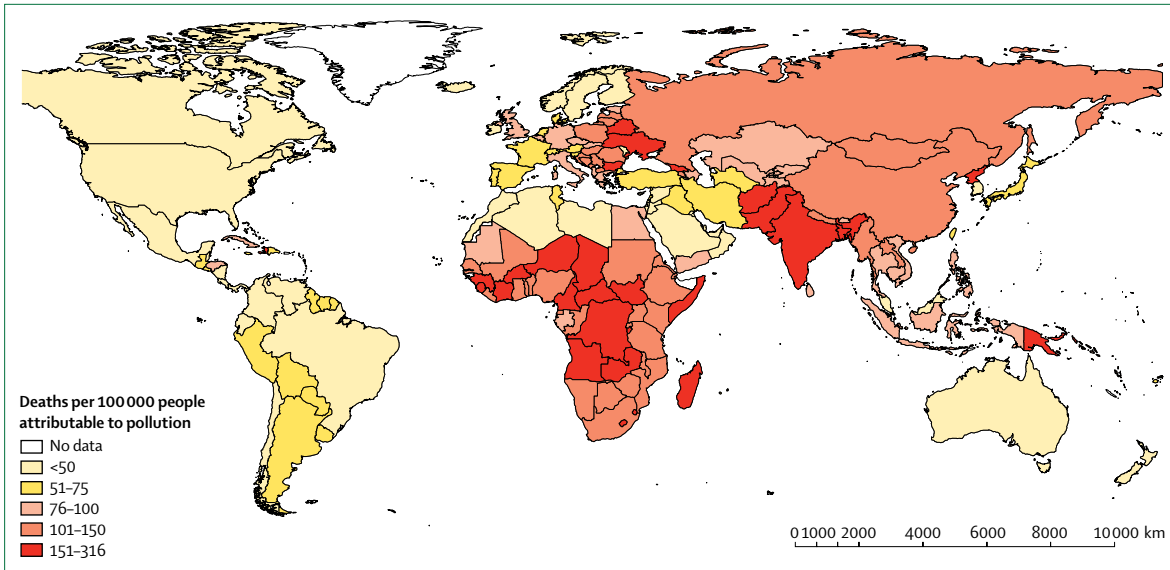 Deaths per 100 000 people
attributable to pollution
No data
<50
51–75
76–100
101–150
151–316
0 1000 2000 4000 6000 8000 10 000 km